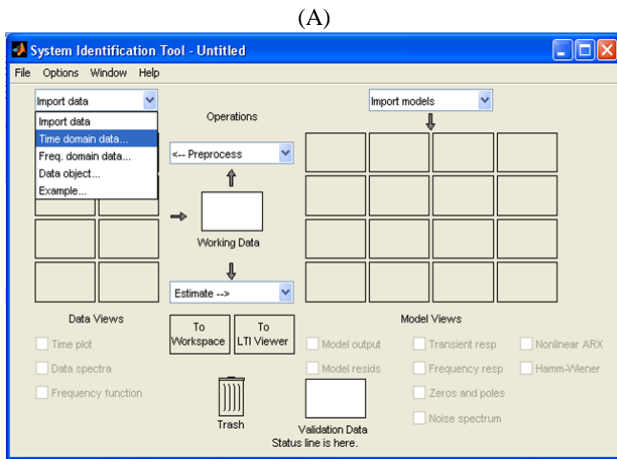 (A)
System Identification Tool - Untitled
File Options Window Help
Import data
Import data
Time domain data...
Freq. domain data...
Data object...
Example...
Operations
<-- Preprocess
Working Data
Estimate -->
Import models
Data Views
Time plot
Data spectra
Frequency function
To
Workspace
To
LTI Viewer
Trash
Model Views
Model output
Model resids
Transient resp
Frequency resp
Zeros and poles
Noise spectrum
Nonlinear ARX
Hamm-Wiener
Validation Data
Status line is here.